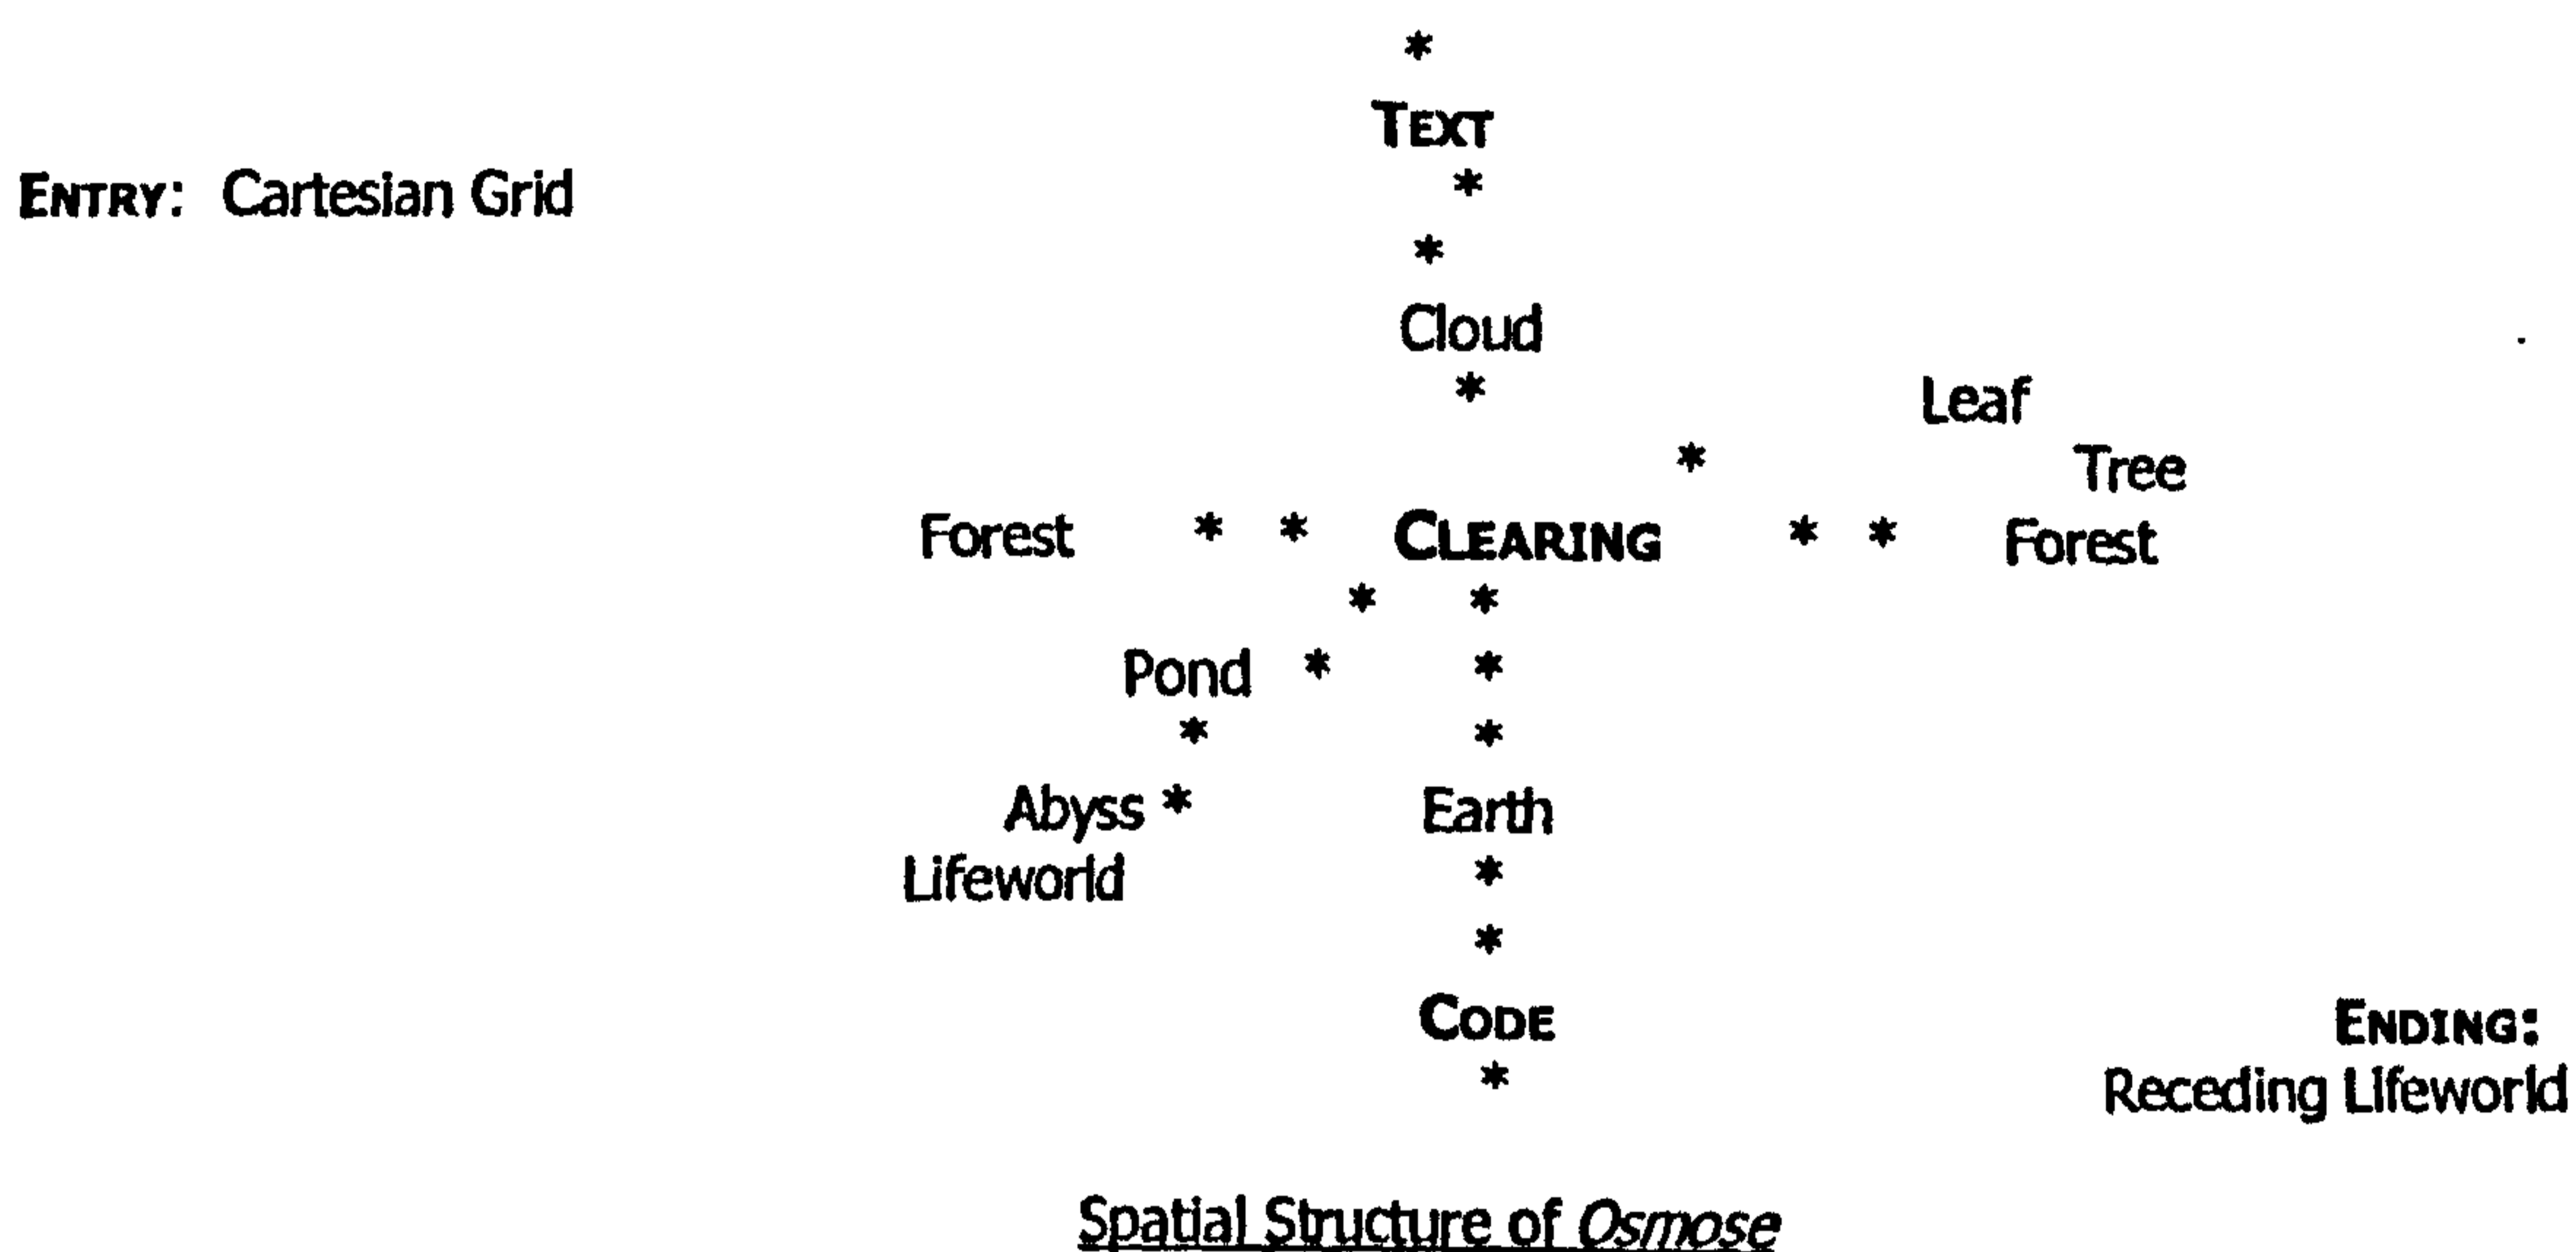 *
TEXT
*
ENTRY: Cartesian Grid
*
Cloud
*
Leaf
*
Tree
Forest * * CLEARING * * Forest
* *
Pond * *
* *
Abyss * Earth
Lifeworld *
*
CODE
ENDING:
*
Receding Lifeworld
Spatial Structure of Osmose